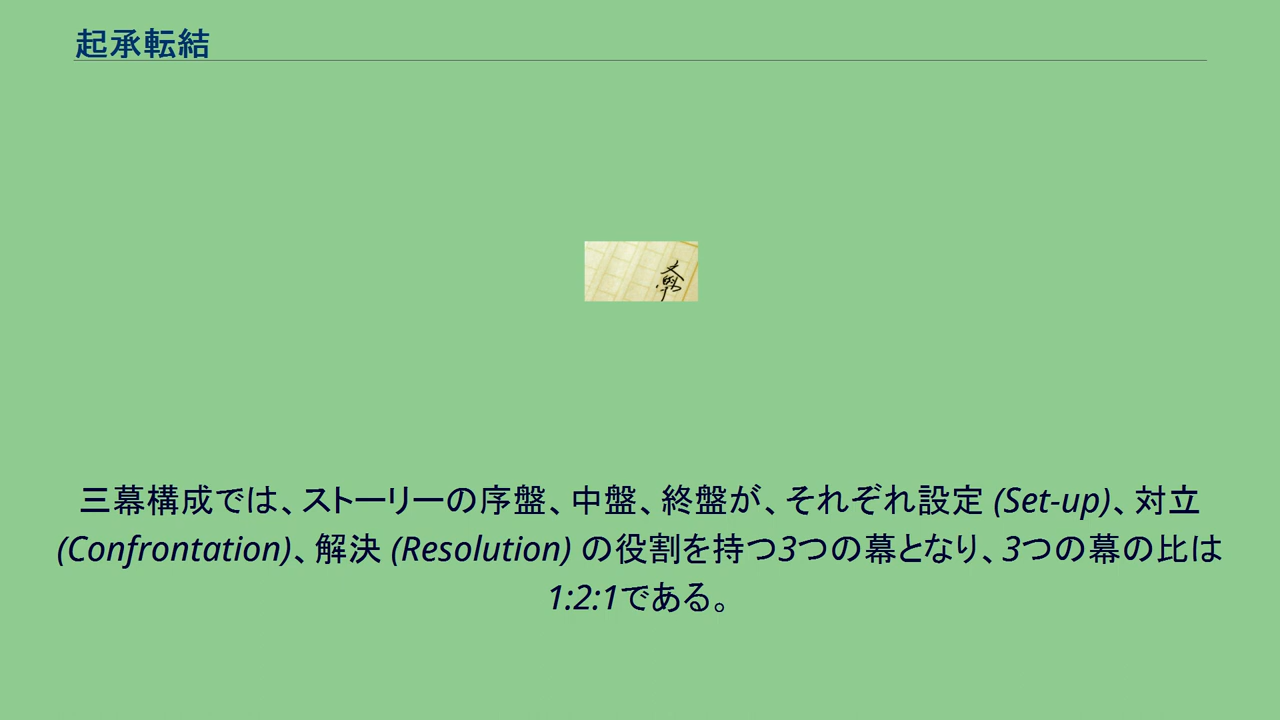 起承転結
三幕構成では、ストーリーの序盤、中盤、終盤が、それぞれ設定 (Set-up)、対立
(Confrontation)、解決 (Resolution) の役割を持つ3つの幕となり、3つの幕の比は
1:2:1である。